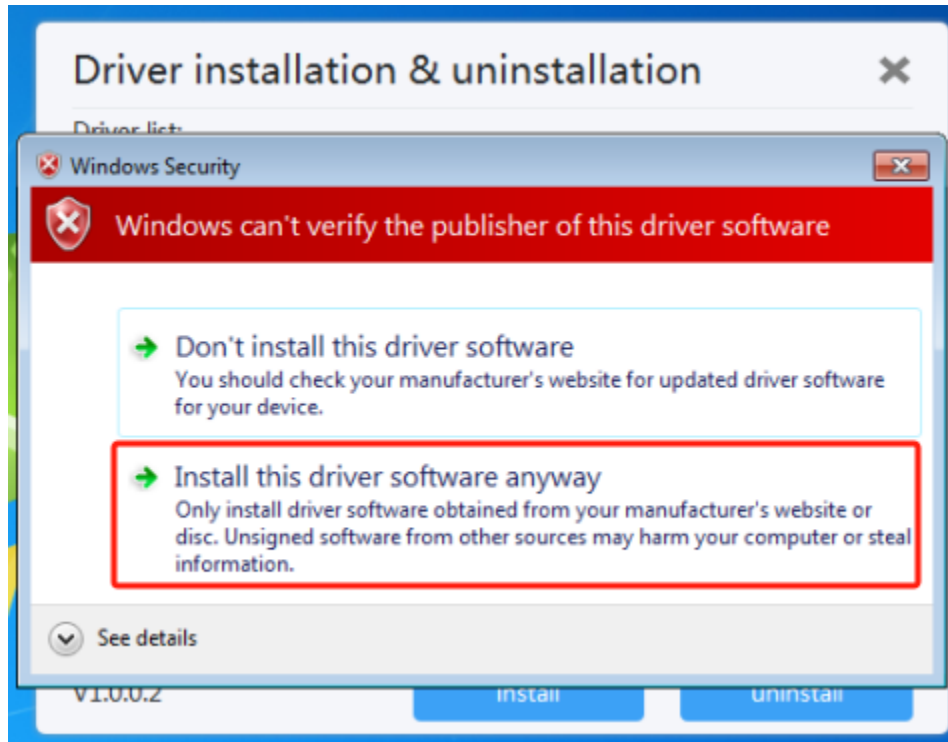 Driver installation & uninstallation
Driver list:
Windows Security
Windows can't verify the publisher of this driver software
Don't install this driver software
You should check your manufacturer's website for updated driver software
for your device.
Install this driver software anyway
Only install driver software obtained from your manufacturer's website or
disc. Unsigned software from other sources may harm your computer or steal
information.
See details
V1.0.0.2 install uninstall